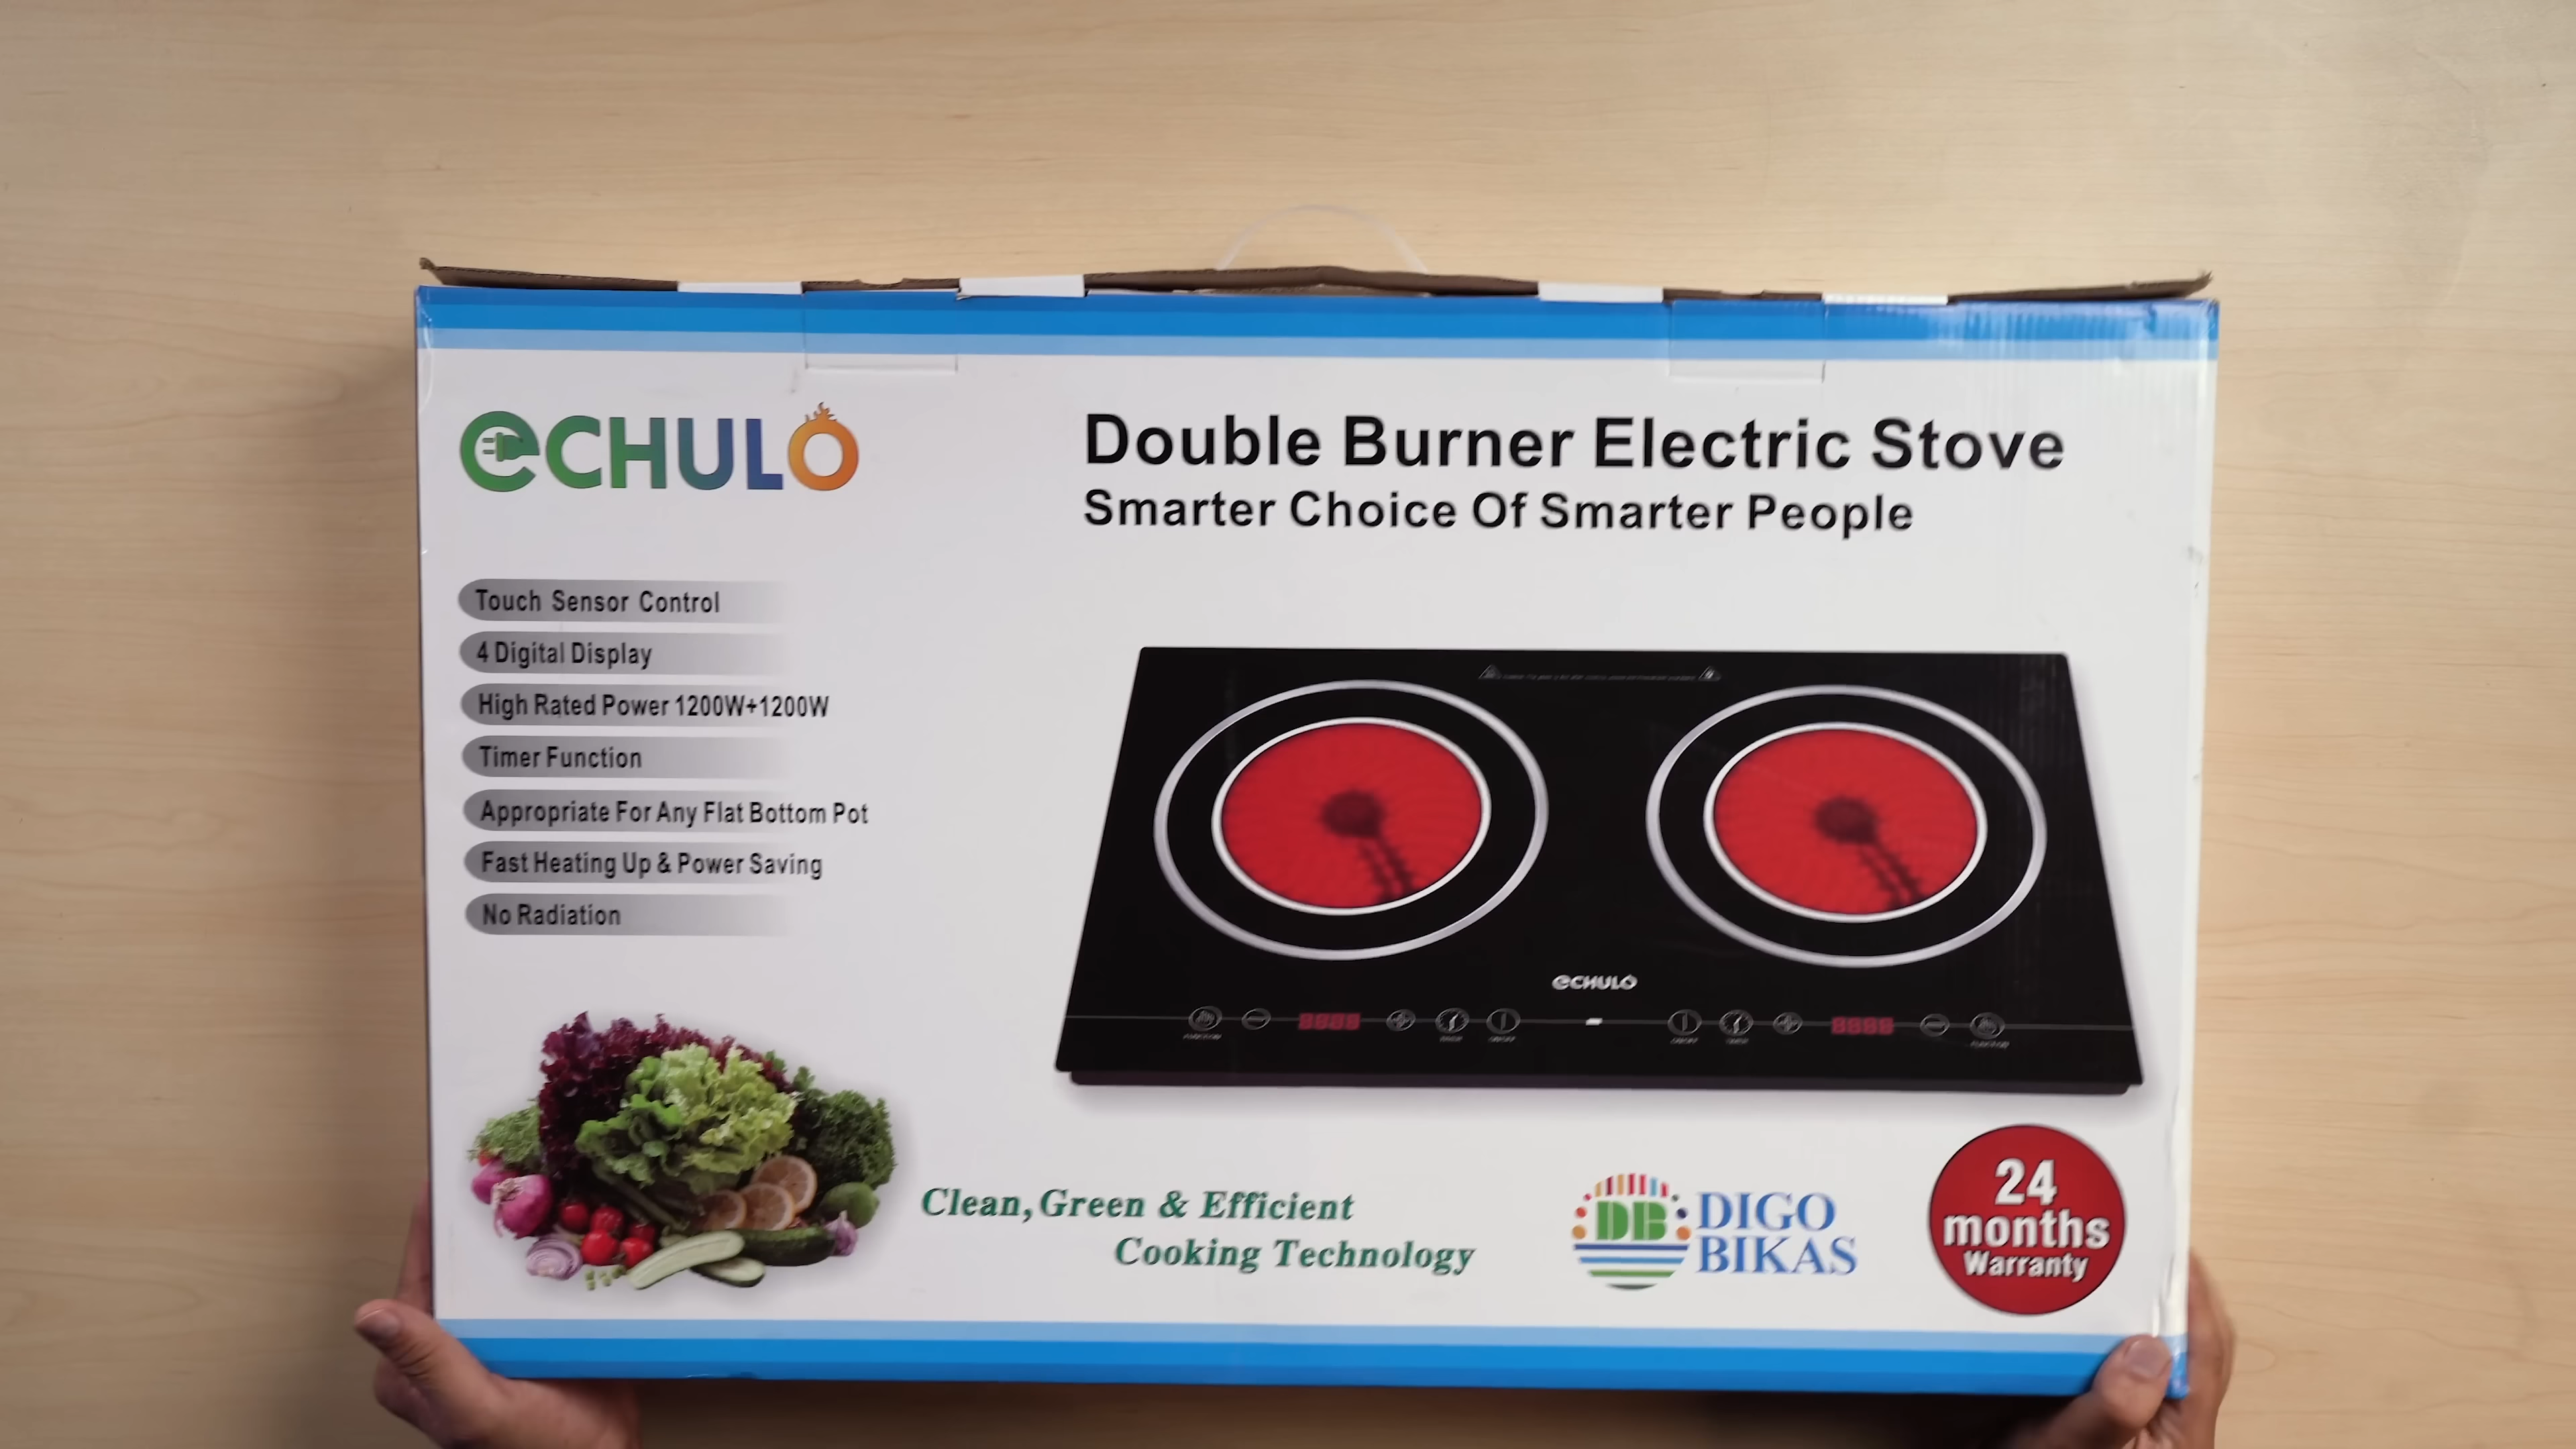 eCHULO
Double Burner Electric Stove
Smarter Choice Of Smarter People
Touch Sensor Control
4 Digital Display
High Rated Power 1200W+1200W
Timer Function
Appropriate For Any Flat Bottom Pot
Fast Heating Up & Power Saving
No Radiation
eCHULO
8888
8888
Clean, Green & Efficient
Cooking Technology
DB
DIGO
BIKAS
24
months
Warranty